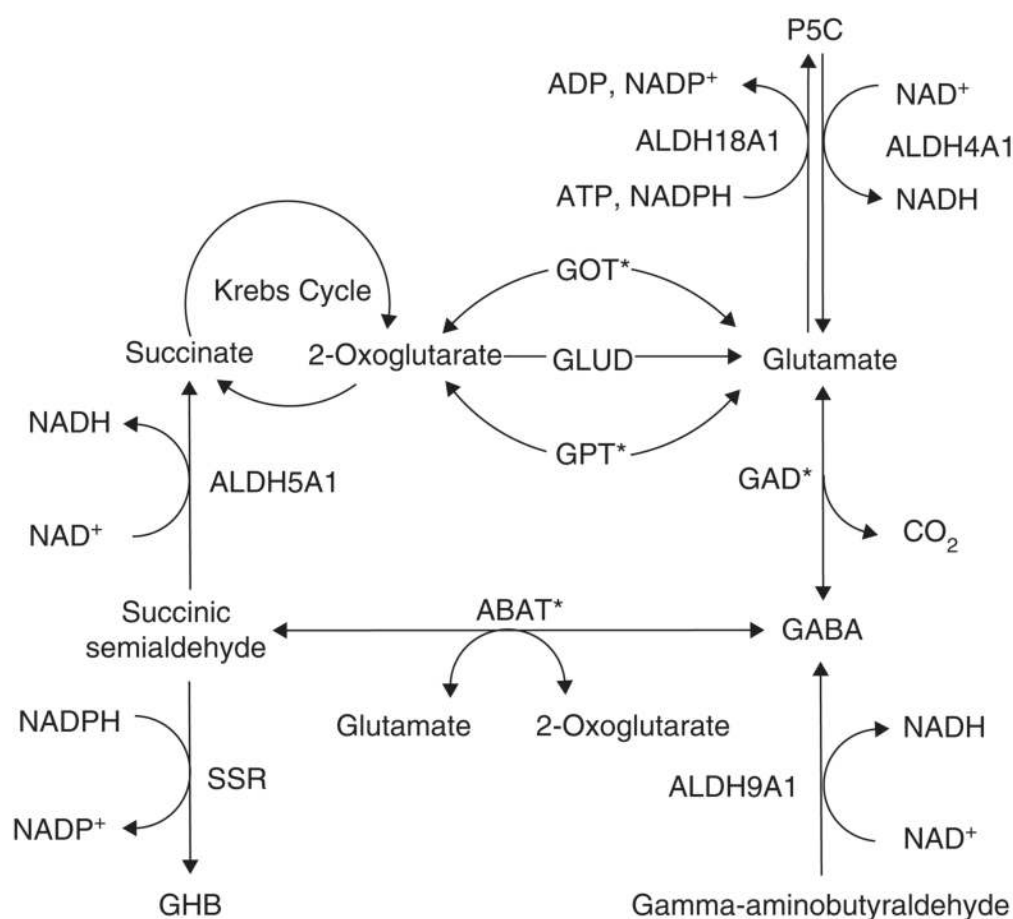 P5C
ADP, NADP⁺
NAD⁺
ALDH18A1
ALDH4A1
ATP, NADPH
NADH
GOT*
Krebs Cycle
Succinate
2-Oxoglutarate
GLUD
Glutamate
NADH
GPT*
ALDH5A1
GAD*
NAD⁺
CO₂
Succinic
semialdehyde
ABAT*
GABA
NADPH
Glutamate
2-Oxoglutarate
NADH
SSR
ALDH9A1
NADP⁺
NAD⁺
GHB
Gamma-aminobutyraldehyde